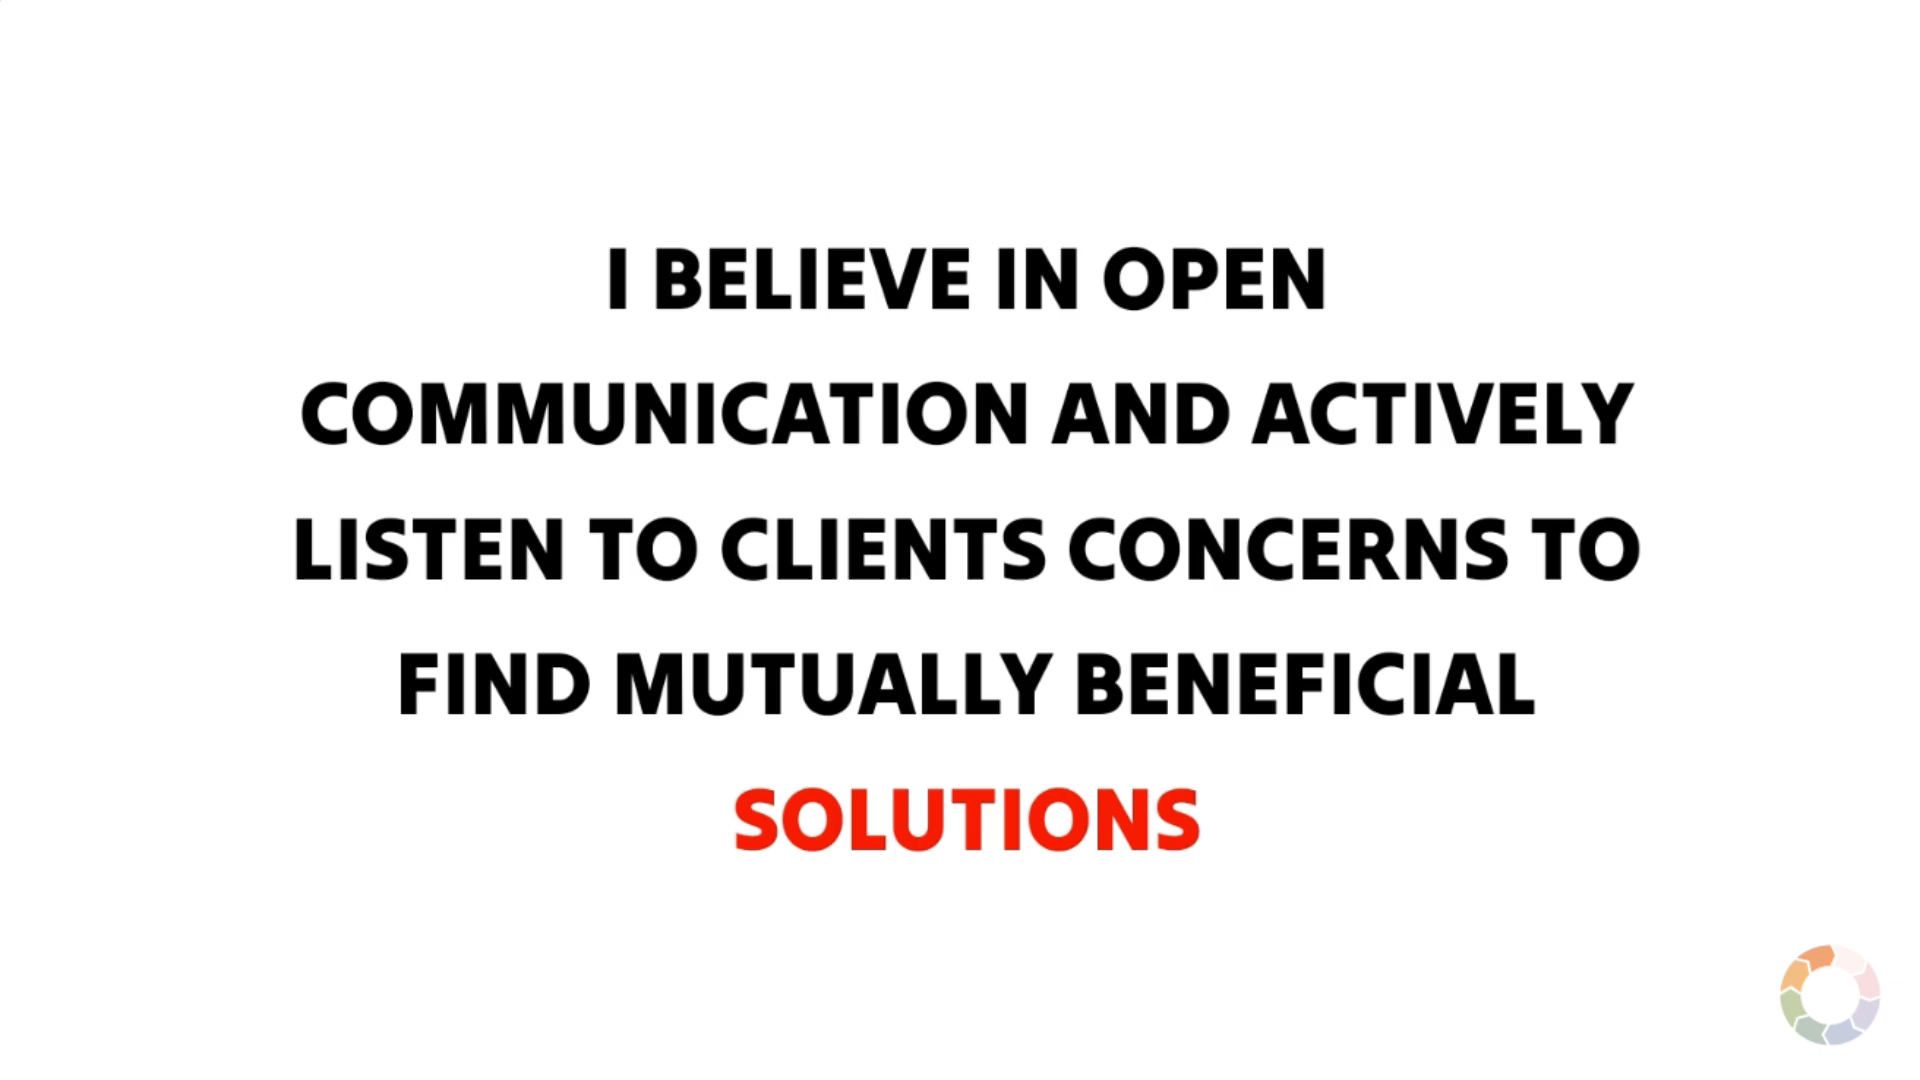 I BELIEVE IN OPEN
COMMUNICATION AND ACTIVELY
LISTEN TO CLIENTS CONCERNS TO
FIND MUTUALLY BENEFICIAL
SOLUTIONS